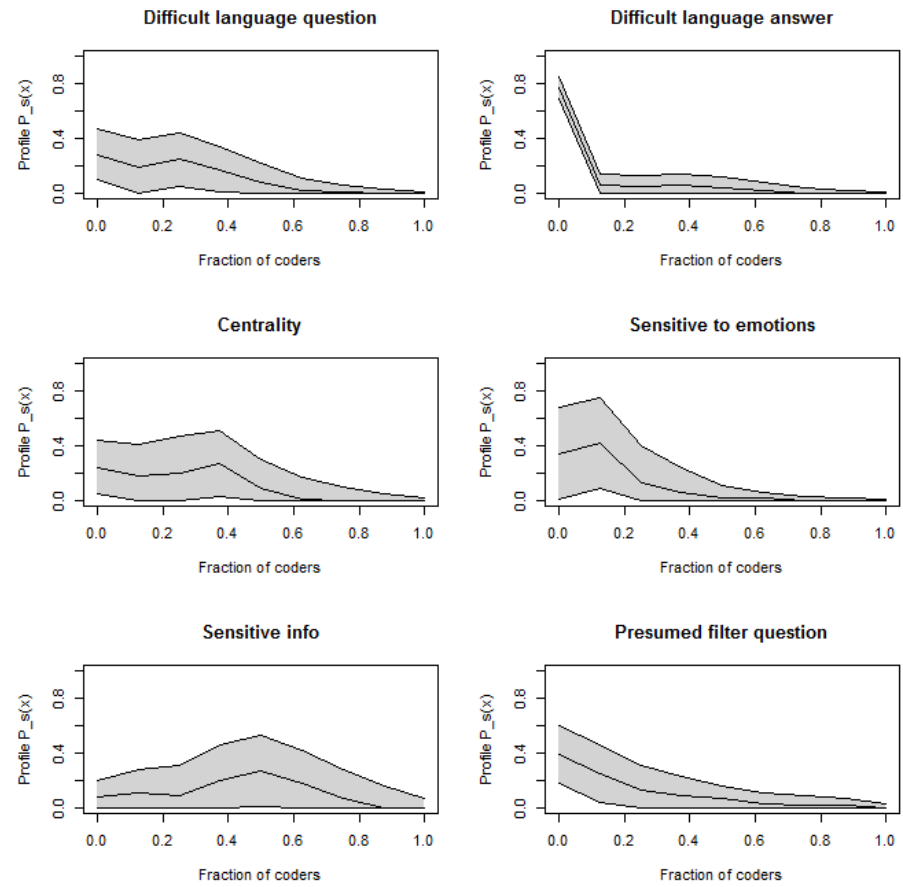 Difficult language question
Profile P_s(x)
0.0 0.4 0.8
0.0 0.2 0.4 0.6 0.8 1.0
Fraction of coders
Difficult language answer
Profile P_s(x)
0.0 0.4 0.8
0.0 0.2 0.4 0.6 0.8 1.0
Fraction of coders
Centrality
Profile P_s(x)
0.0 0.4 0.8
0.0 0.2 0.4 0.6 0.8 1.0
Fraction of coders
Sensitive to emotions
Profile P_s(x)
0.0 0.4 0.8
0.0 0.2 0.4 0.6 0.8 1.0
Fraction of coders
Sensitive info
Profile P_s(x)
0.0 0.4 0.8
0.0 0.2 0.4 0.6 0.8 1.0
Fraction of coders
Presumed filter question
Profile P_s(x)
0.0 0.4 0.8
0.0 0.2 0.4 0.6 0.8 1.0
Fraction of coders